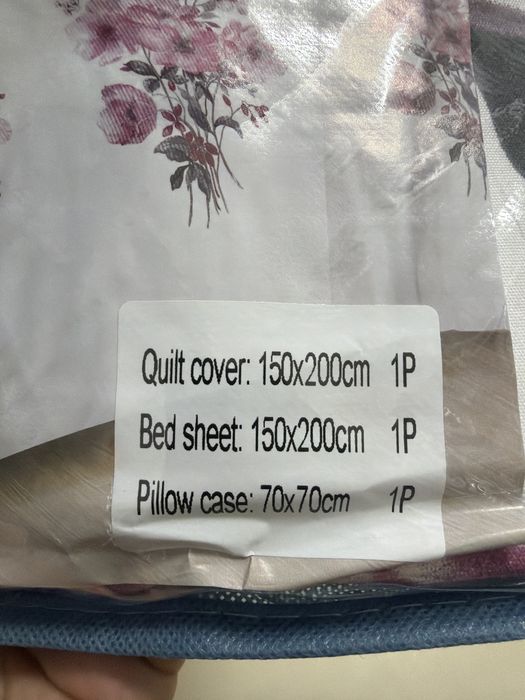 Quilt cover: 150x200cm 1P
Bed sheet: 150x200cm 1P
Pillow case: 70x70cm 1P